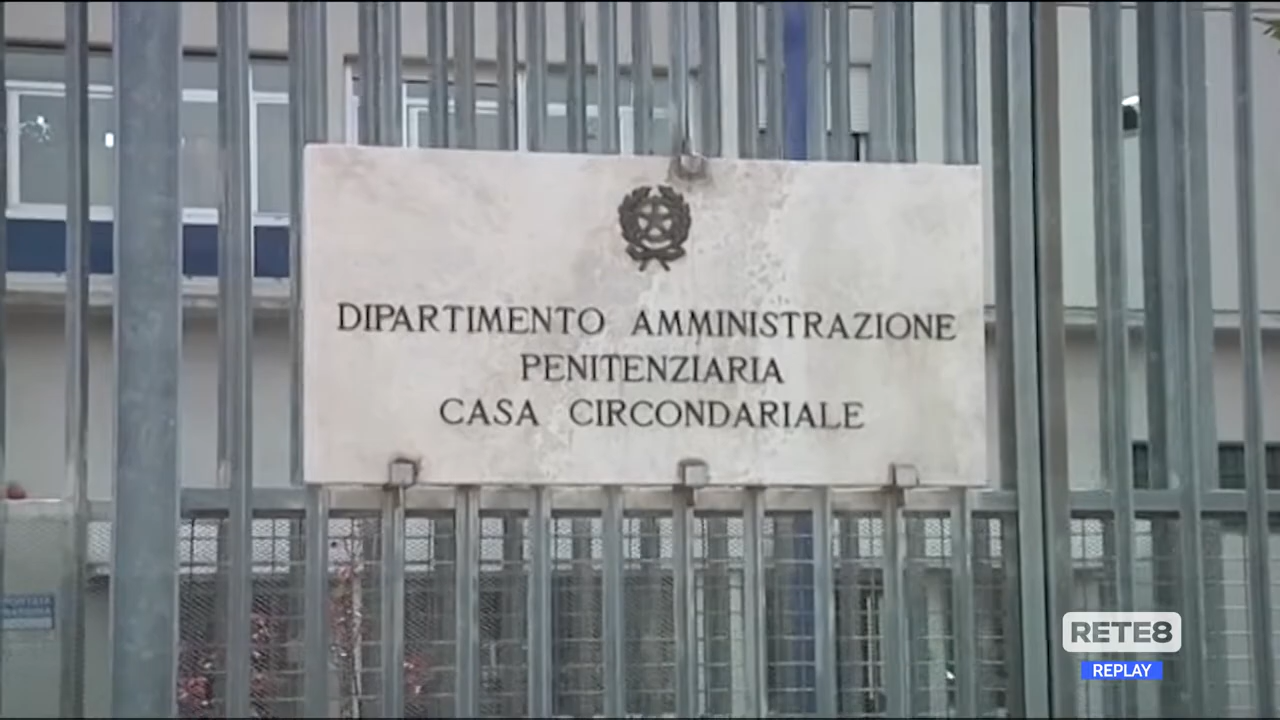 DIPARTIMENTO AMMINISTRAZIONE
PENITENZIARIA
CASA CIRCONDARIALE
RETE8
REPLAY